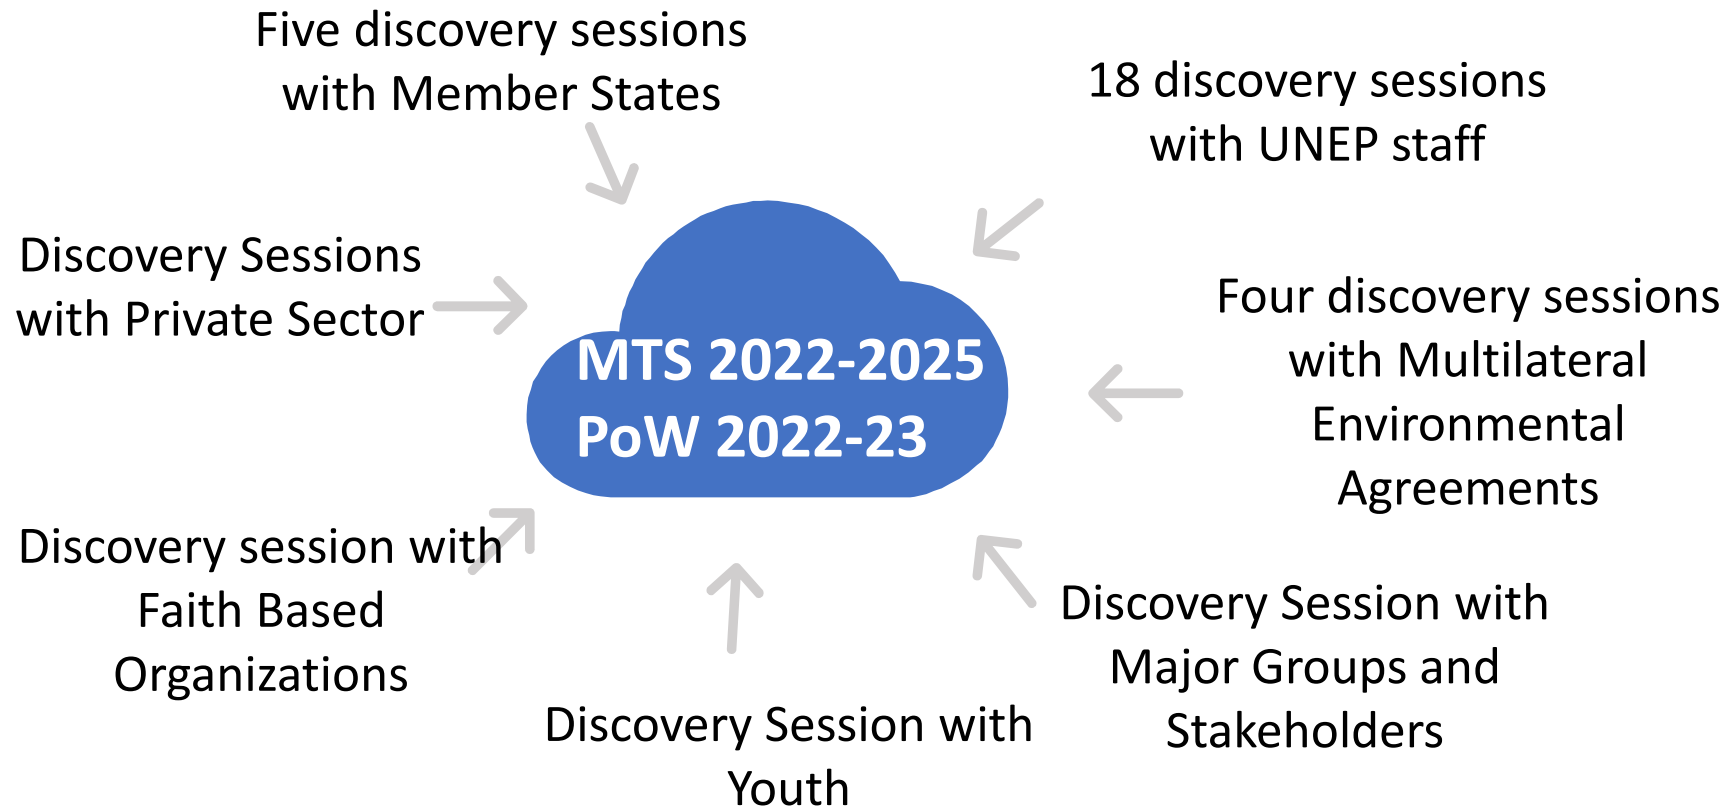 Five discovery sessions
with Member States
18 discovery sessions
with UNEP staff
Discovery Sessions
with Private Sector
Four discovery sessions
with Multilateral
Environmental
Agreements
MTS 2022-2025
PoW 2022-23
Discovery session with
Faith Based
Organizations
Discovery Session with
Major Groups and
Stakeholders
Discovery Session with
Youth